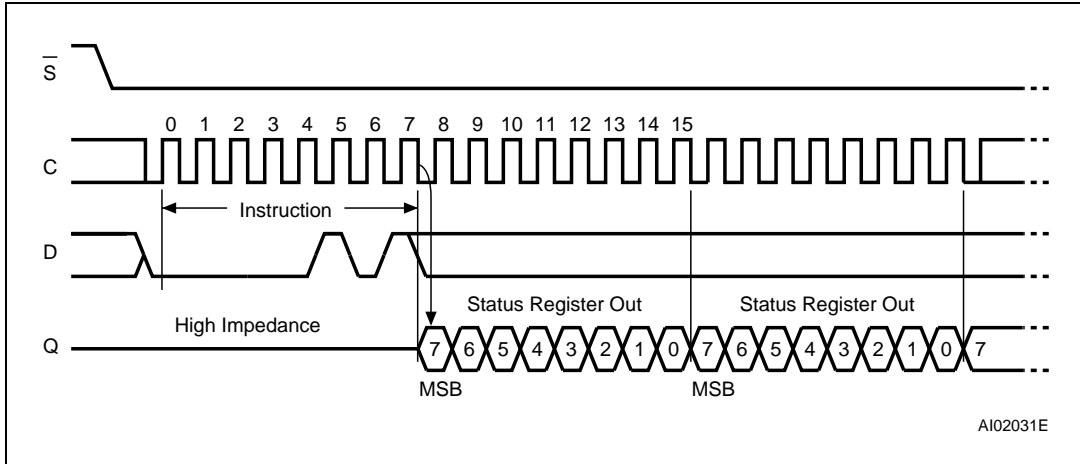 S
0 1 2 3 4 5 6 7 8 9 10 11 12 13 14 15
C
Instruction
D
Status Register Out Status Register Out
High Impedance
Q 7 6 5 4 3 2 1 0 7 6 5 4 3 2 1 0 7
MSB MSB
AI02031E